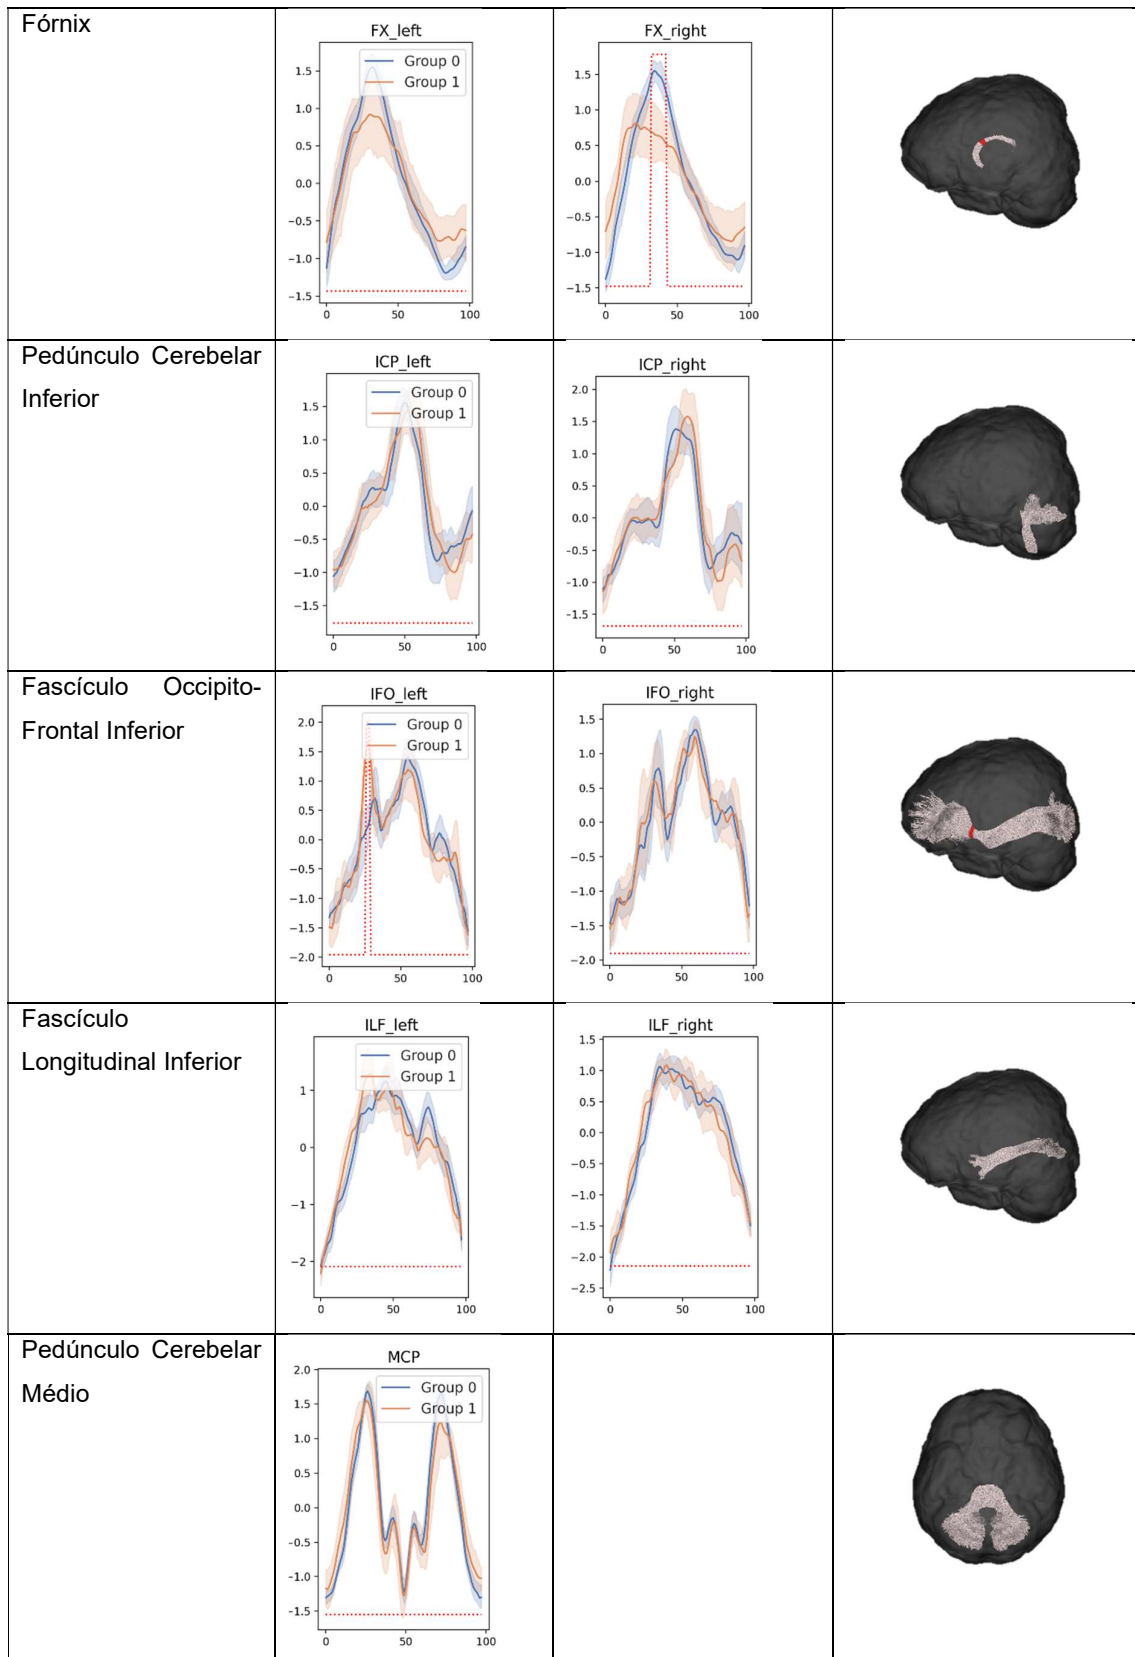 Fórnix
FX_left
Group 0
Group 1
1.5
1.0
0.5
0.0
−0.5
−1.0
−1.5
0 50 100
FX_right
1.5
1.0
0.5
0.0
−0.5
−1.0
−1.5
0 50 100
Pedúnculo Cerebelar
Inferior
ICP_left
Group 0
Group 1
1.5
1.0
0.5
0.0
−0.5
−1.0
−1.5
0 50 100
ICP_right
2.0
1.5
1.0
0.5
0.0
−0.5
−1.0
−1.5
0 50 100
Fascículo Occipito-
Frontal Inferior
IFO_left
Group 0
Group 1
2.0
1.5
1.0
0.5
0.0
−0.5
−1.0
−1.5
−2.0
0 50 100
IFO_right
1.5
1.0
0.5
0.0
−0.5
−1.0
−1.5
−2.0
0 50 100
Fascículo
Longitudinal Inferior
ILF_left
Group 0
Group 1
1
0
−1
−2
0 50 100
ILF_right
1.5
1.0
0.5
0.0
−0.5
−1.0
−1.5
−2.0
−2.5
0 50 100
Pedúnculo Cerebelar
Médio
MCP
Group 0
Group 1
2.0
1.5
1.0
0.5
0.0
−0.5
−1.0
−1.5
0 50 100